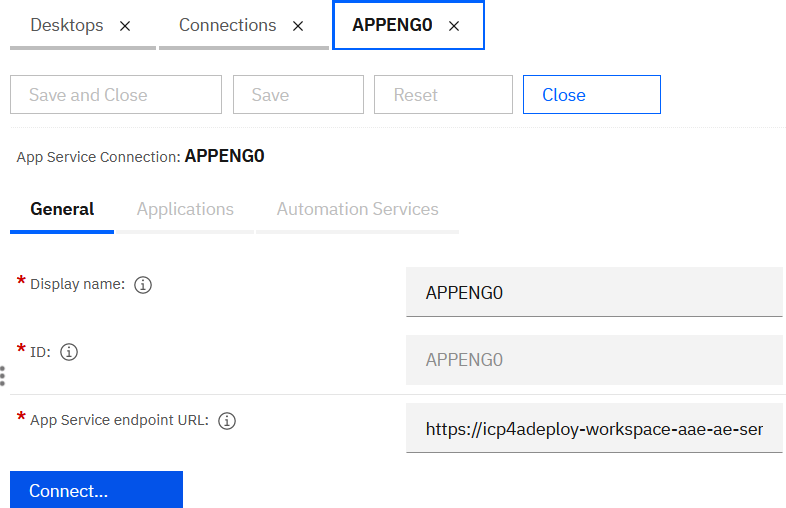 Desktops × Connections × APPENG0 ×
Save and Close Save Reset Close
App Service Connection: APPENG0
General Applications Automation Services
* Display name: APPENG0
* ID: APPENG0
* App Service endpoint URL: https://icp4adeploy-workspace-aae-ae-ser
Connect...